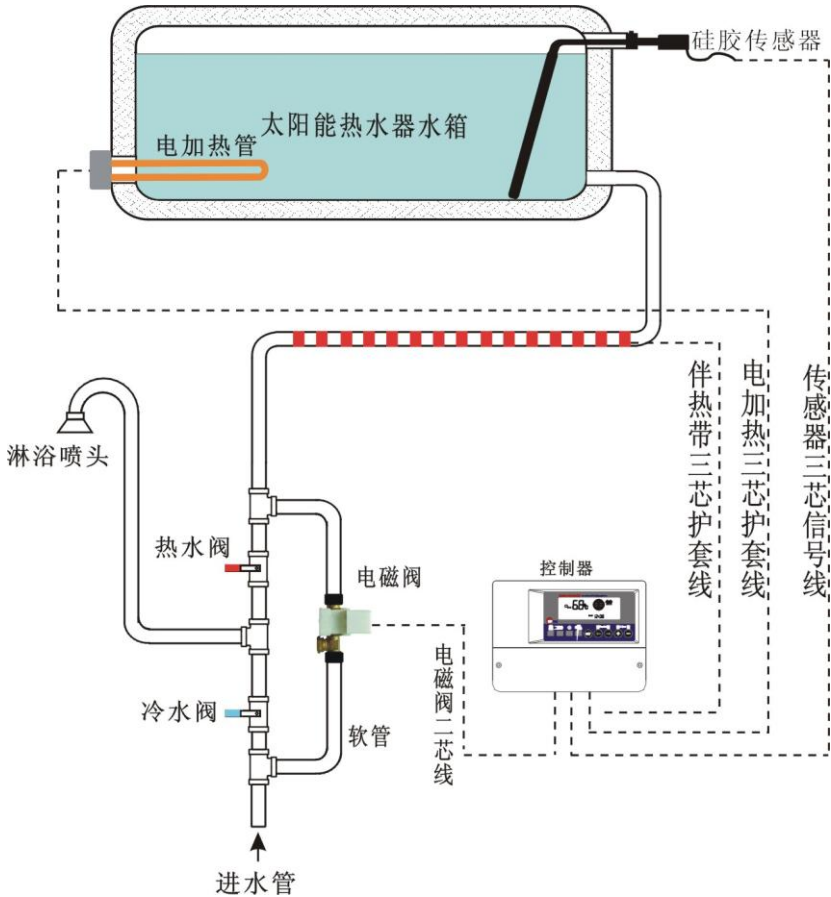 硅胶传感器
太阳能热水器水箱
电加热管
淋浴喷头
热水阀
电磁阀
控制器
冷水阀
软管
进水管
电磁阀二芯线
伴热带三芯护套线
电加热三芯护套线
传感器三芯信号线